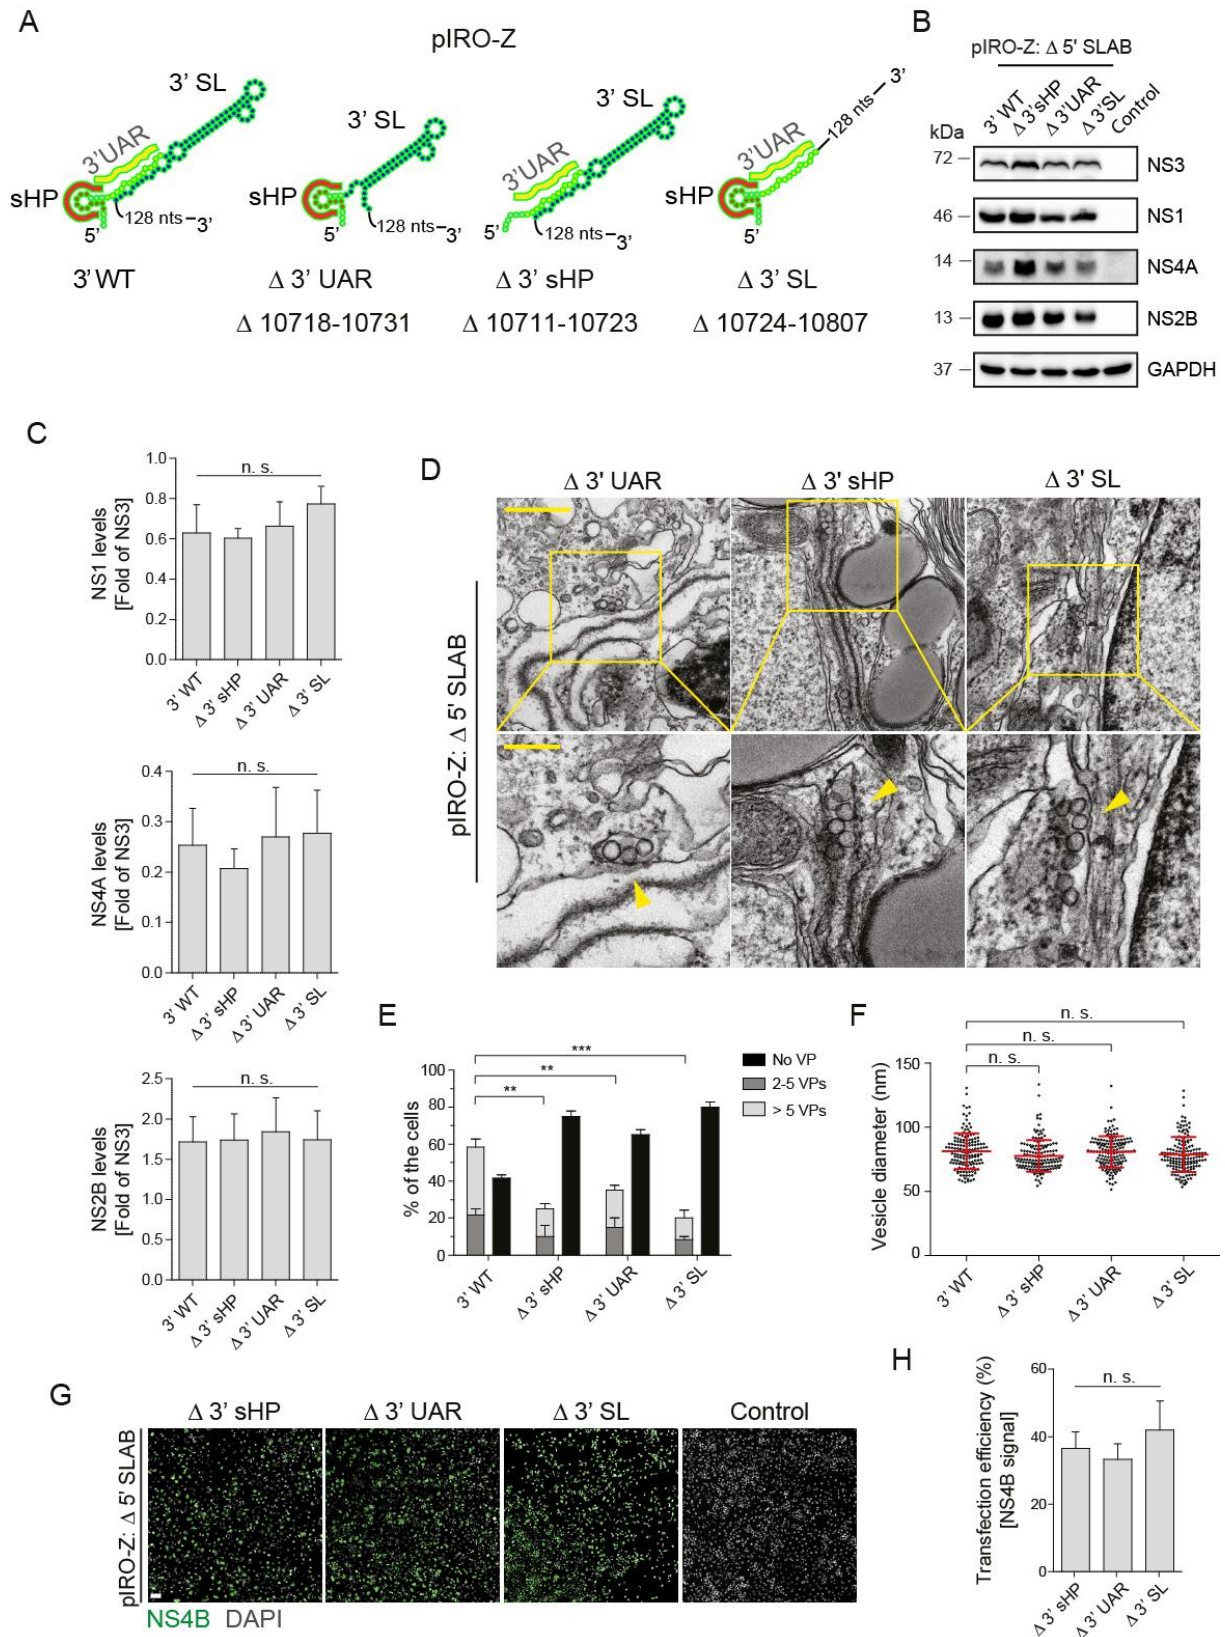 A
pIRO-Z
3' SL
3'UAR
sHP
128 nts
3'
5'
3' WT
3' SL
sHP
128 nts
3'
5'
Δ 3' UAR
Δ 10718-10731
3' SL
3'UAR
5'
128 nts
3'
Δ 3' sHP
Δ 10711-10723
3'
128 nts
3'UAR
sHP
5'
Δ 3' SL
Δ 10724-10807
B
pIRO-Z: Δ 5' SLAB
kDa
3' WT
Δ 3'sHP
Δ 3'UAR
Δ 3'SL
Control
72
NS3
46
NS1
14
NS4A
13
NS2B
37
GAPDH
C
n. s.
NS1 levels
[Fold of NS3]
1.0
0.8
0.6
0.4
0.2
0.0
3' WT
Δ 3' sHP
Δ 3' UAR
Δ 3' SL
n. s.
NS4A levels
[Fold of NS3]
0.4
0.3
0.2
0.1
0.0
3' WT
Δ 3' sHP
Δ 3' UAR
Δ 3' SL
n. s.
NS2B levels
[Fold of NS3]
2.5
2.0
1.5
1.0
0.5
0.0
3' WT
Δ 3' sHP
Δ 3' UAR
Δ 3' SL
D
Δ 3' UAR
Δ 3' sHP
Δ 3' SL
pIRO-Z: Δ 5' SLAB
E
% of the cells
100
80
60
40
20
0
***
**
**
No VP
2-5 VPs
> 5 VPs
3' WT
Δ 3' sHP
Δ 3' UAR
Δ 3' SL
F
n. s.
n. s.
n. s.
Vesicle diameter (nm)
150
100
50
0
3' WT
Δ 3' sHP
Δ 3' UAR
Δ 3' SL
G
Δ 3' sHP
Δ 3' UAR
Δ 3' SL
Control
pIRO-Z: Δ 5' SLAB
NS4B DAPI
H
n. s.
Transfection efficiency (%)
[NS4B signal]
60
40
20
0
Δ 3' sHP
Δ 3' UAR
Δ 3' SL